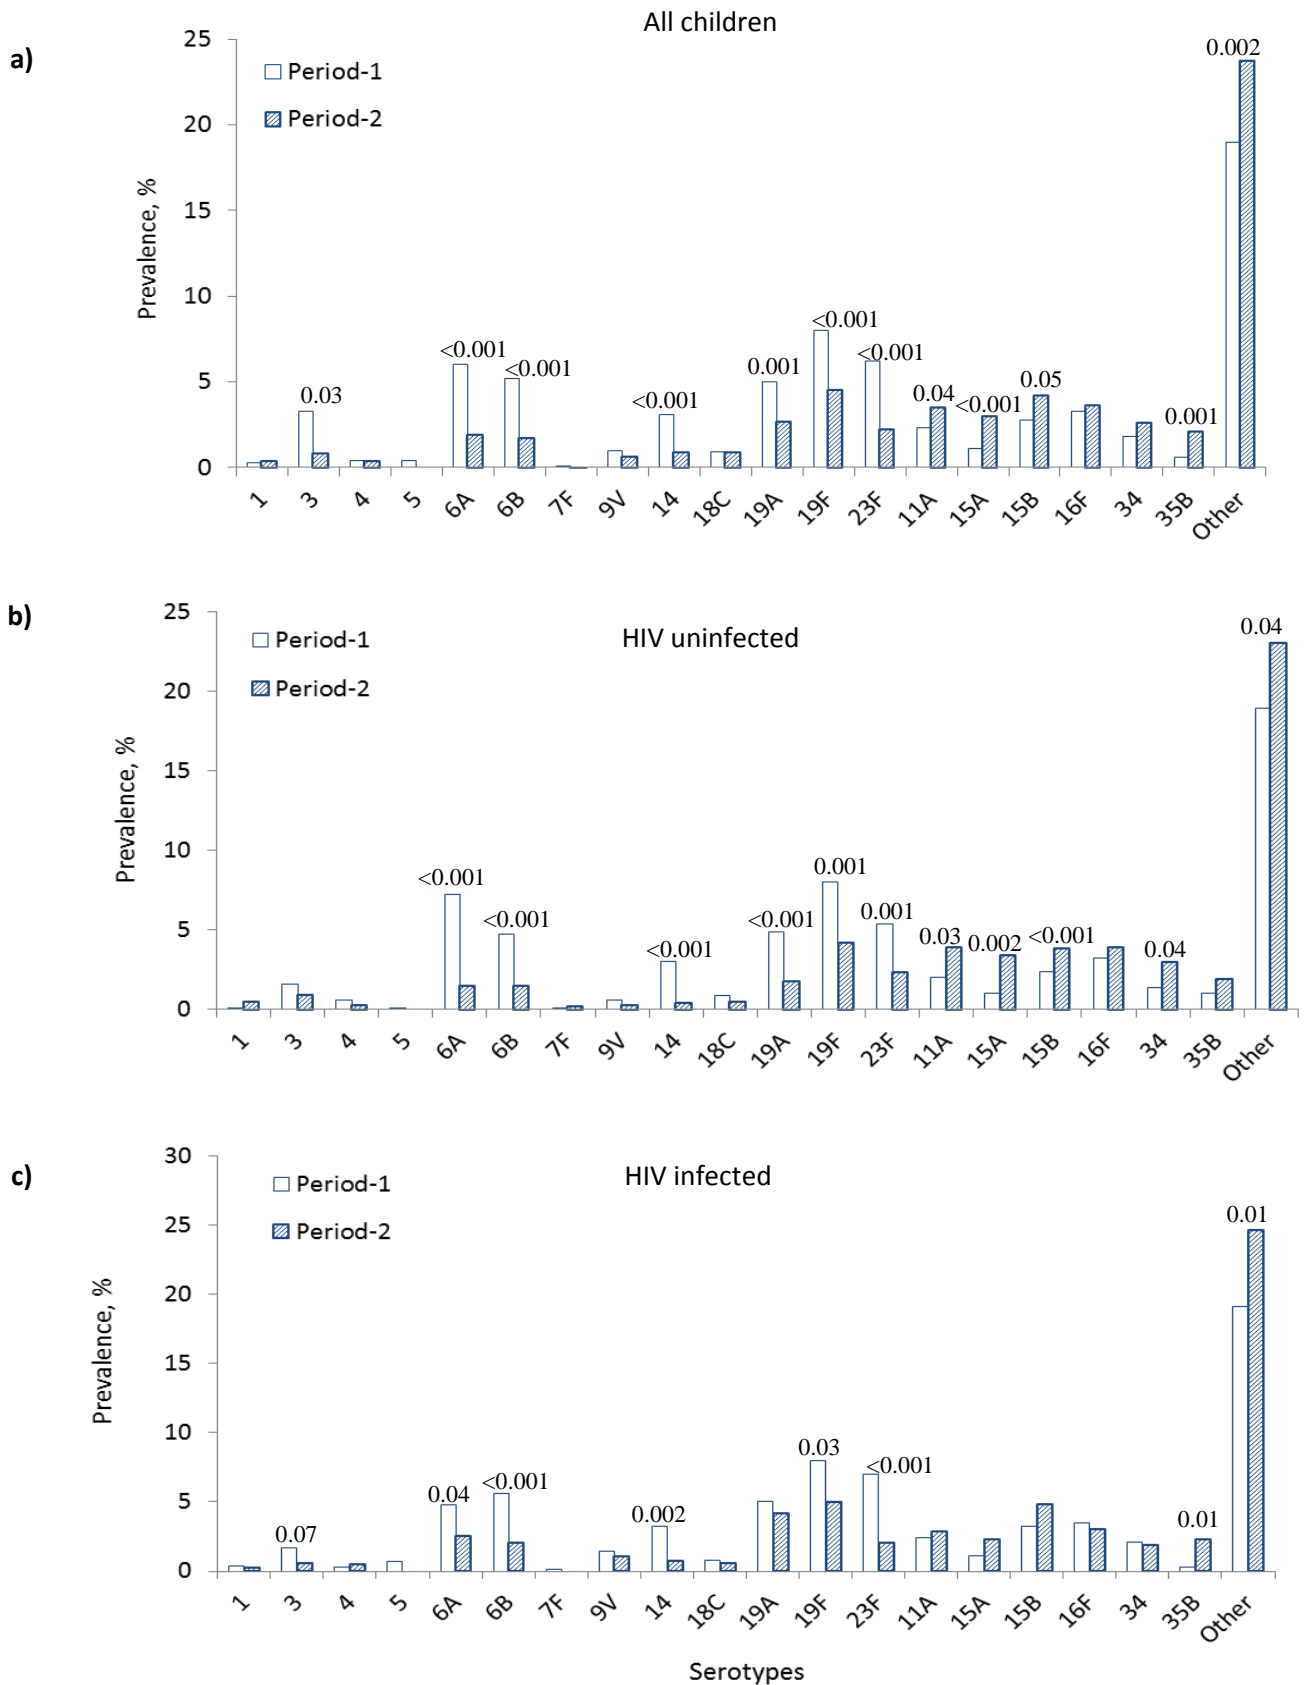 All children
a)
25
20
15
10
5
0
Prevalence, %
Period-1
Period-2
0.03
<0.001
<0.001
<0.001
0.001
<0.001
<0.001
0.04
<0.001
0.05
0.001
0.002
1 3 4 5 6A 6B 7F 9V 14 18C 19A 19F 23F 11A 15A 15B 16F 34 35B Other
b)
HIV uninfected
25
20
15
10
5
0
Prevalence, %
Period-1
Period-2
<0.001
<0.001
<0.001
<0.001
0.001
0.001
0.03
0.002
<0.001
0.04
0.04
1 3 4 5 6A 6B 7F 9V 14 18C 19A 19F 23F 11A 15A 15B 16F 34 35B Other
c)
HIV infected
30
25
20
15
10
5
0
Prevalence, %
Period-1
Period-2
0.07
0.04
<0.001
0.002
0.03
<0.001
0.01
0.01
1 3 4 5 6A 6B 7F 9V 14 18C 19A 19F 23F 11A 15A 15B 16F 34 35B Other
Serotypes